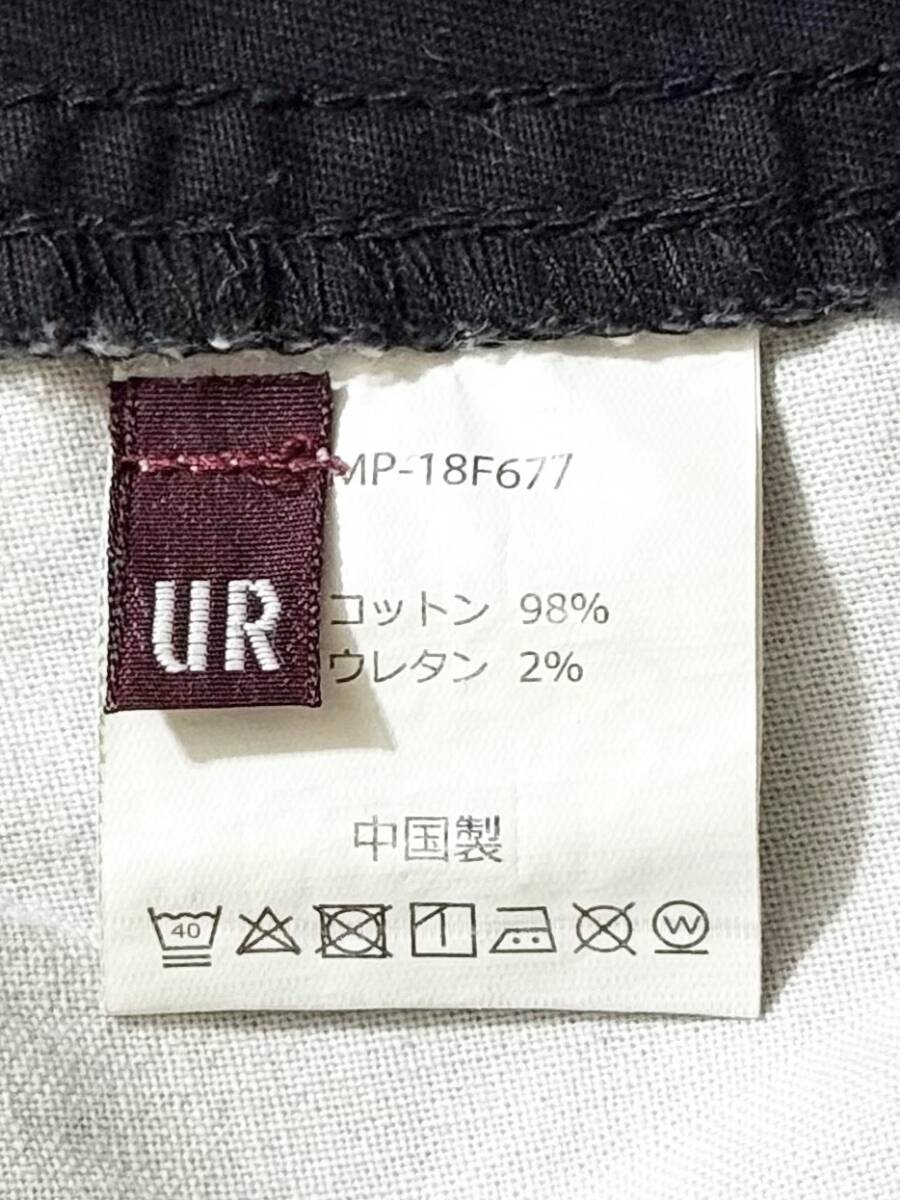 MP-18F677
UR
コットン 98%
ウレタン 2%
中国製
40
W